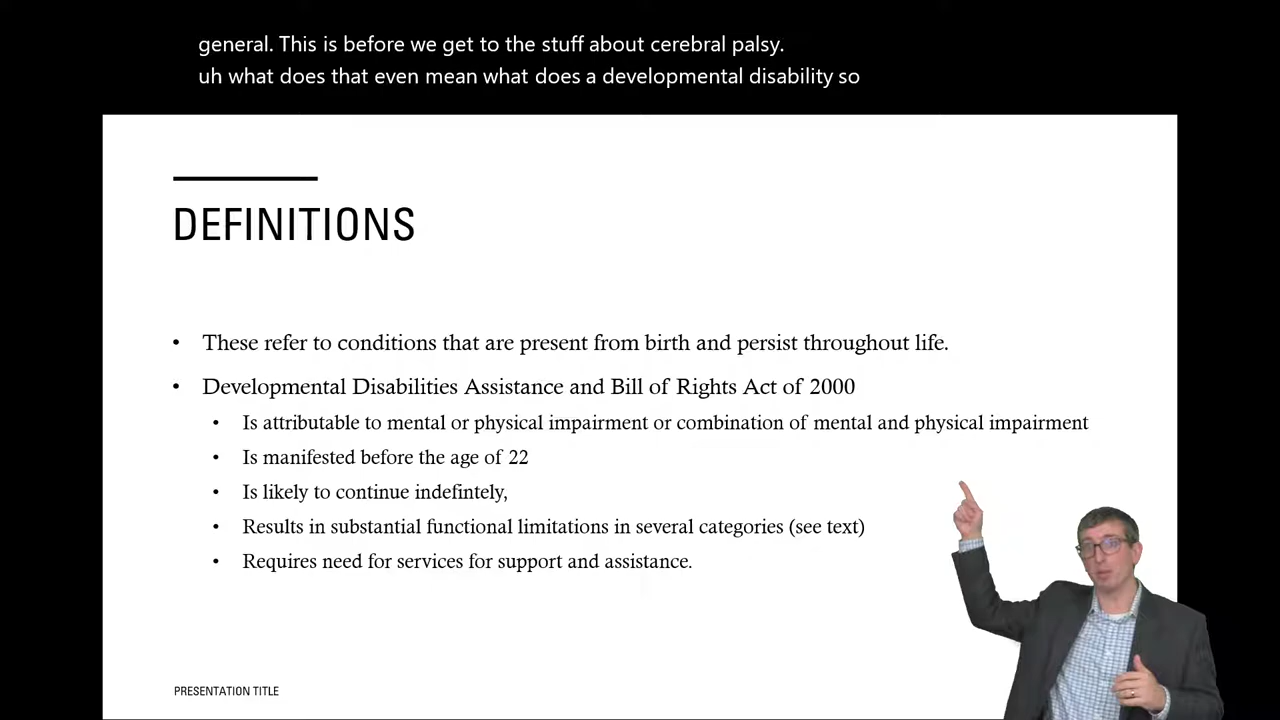 general. This is before we get to the stuff about cerebral palsy.
uh what does that even mean what does a developmental disability so
DEFINITIONS
• These refer to conditions that are present from birth and persist throughout life.
• Developmental Disabilities Assistance and Bill of Rights Act of 2000
• Is attributable to mental or physical impairment or combination of mental and physical impairment
• Is manifested before the age of 22
• Is likely to continue indefintely,
• Results in substantial functional limitations in several categories (see text)
• Requires need for services for support and assistance.
PRESENTATION TITLE